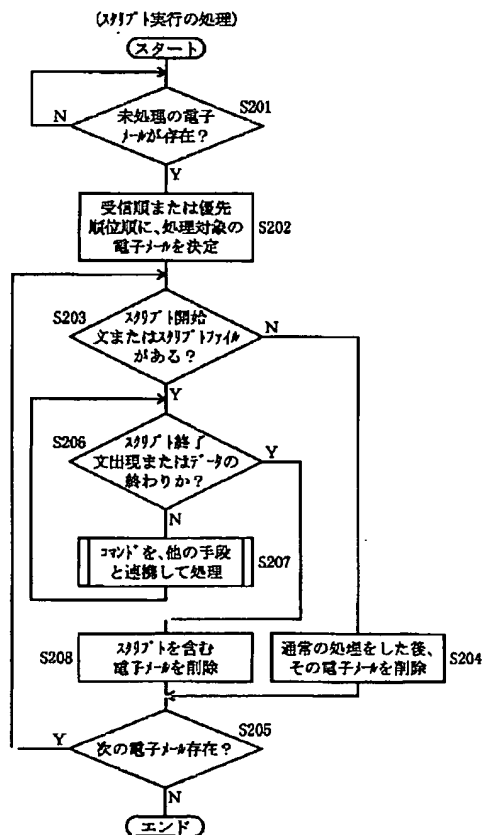 (スクリプト実行の処理)
スタート
S201
N
未処理の電子
メールが存在？
Y
受信順または優先
順位順に、処理対象の
電子メールを決定
S202
S203
スクリプト開始
文またはスクリプトファイル
がある？
N
Y
S206
スクリプト終了
文出現またはデータの
終わりか？
Y
N
コマンドを、他の手段
と連携して処理
S207
S208
スクリプトを含む
電子メールを削除
通常の処理をした後、
その電子メールを削除
S204
S205
Y
次の電子メール存在？
N
エンド